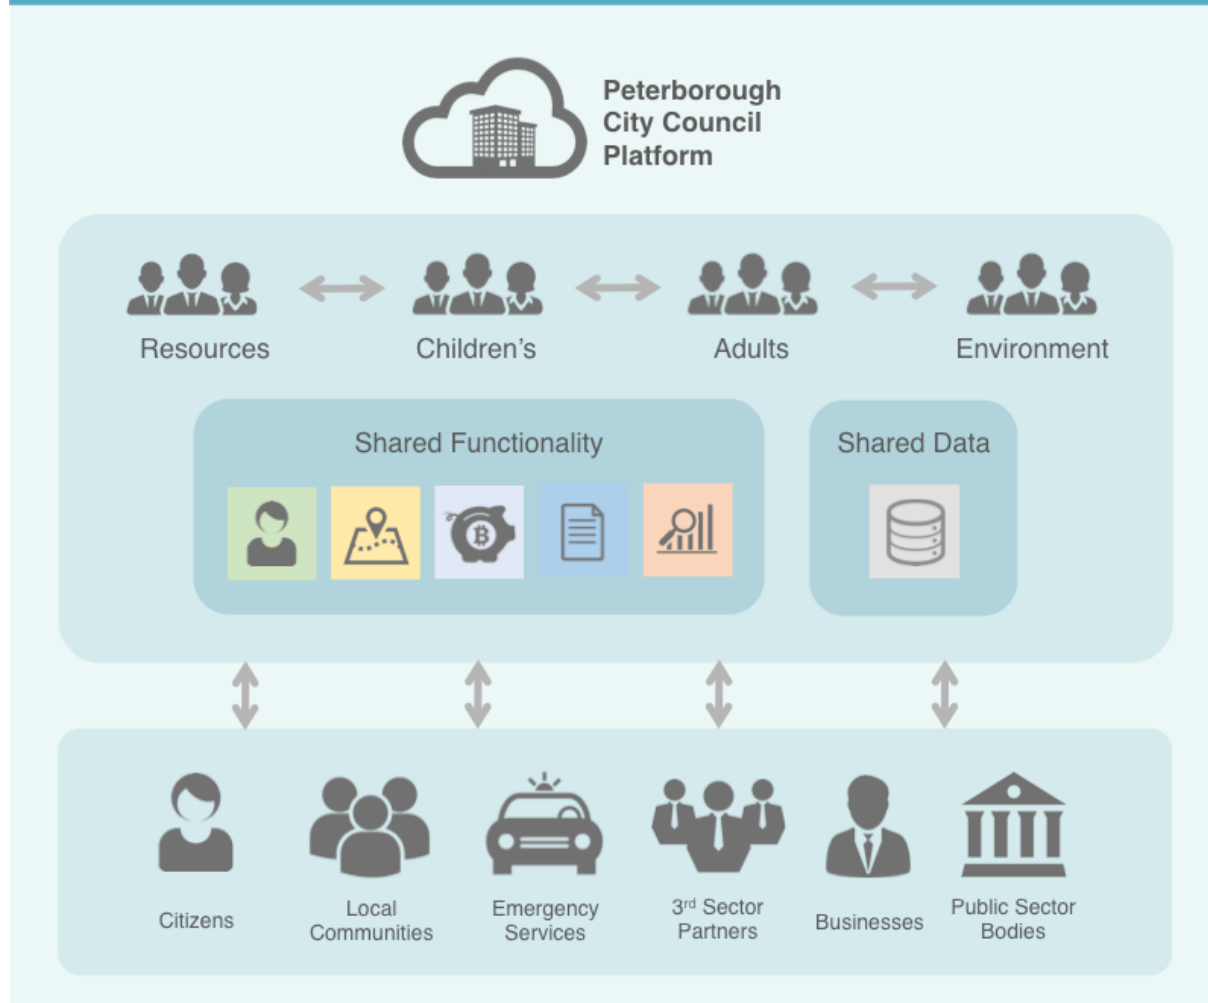 Peterborough
City Council
Platform
Resources
Children’s
Adults
Environment
Shared Functionality
Shared Data
B
Citizens
Local
Communities
Emergency
Services
3rd Sector
Partners
Businesses
Public Sector
Bodies